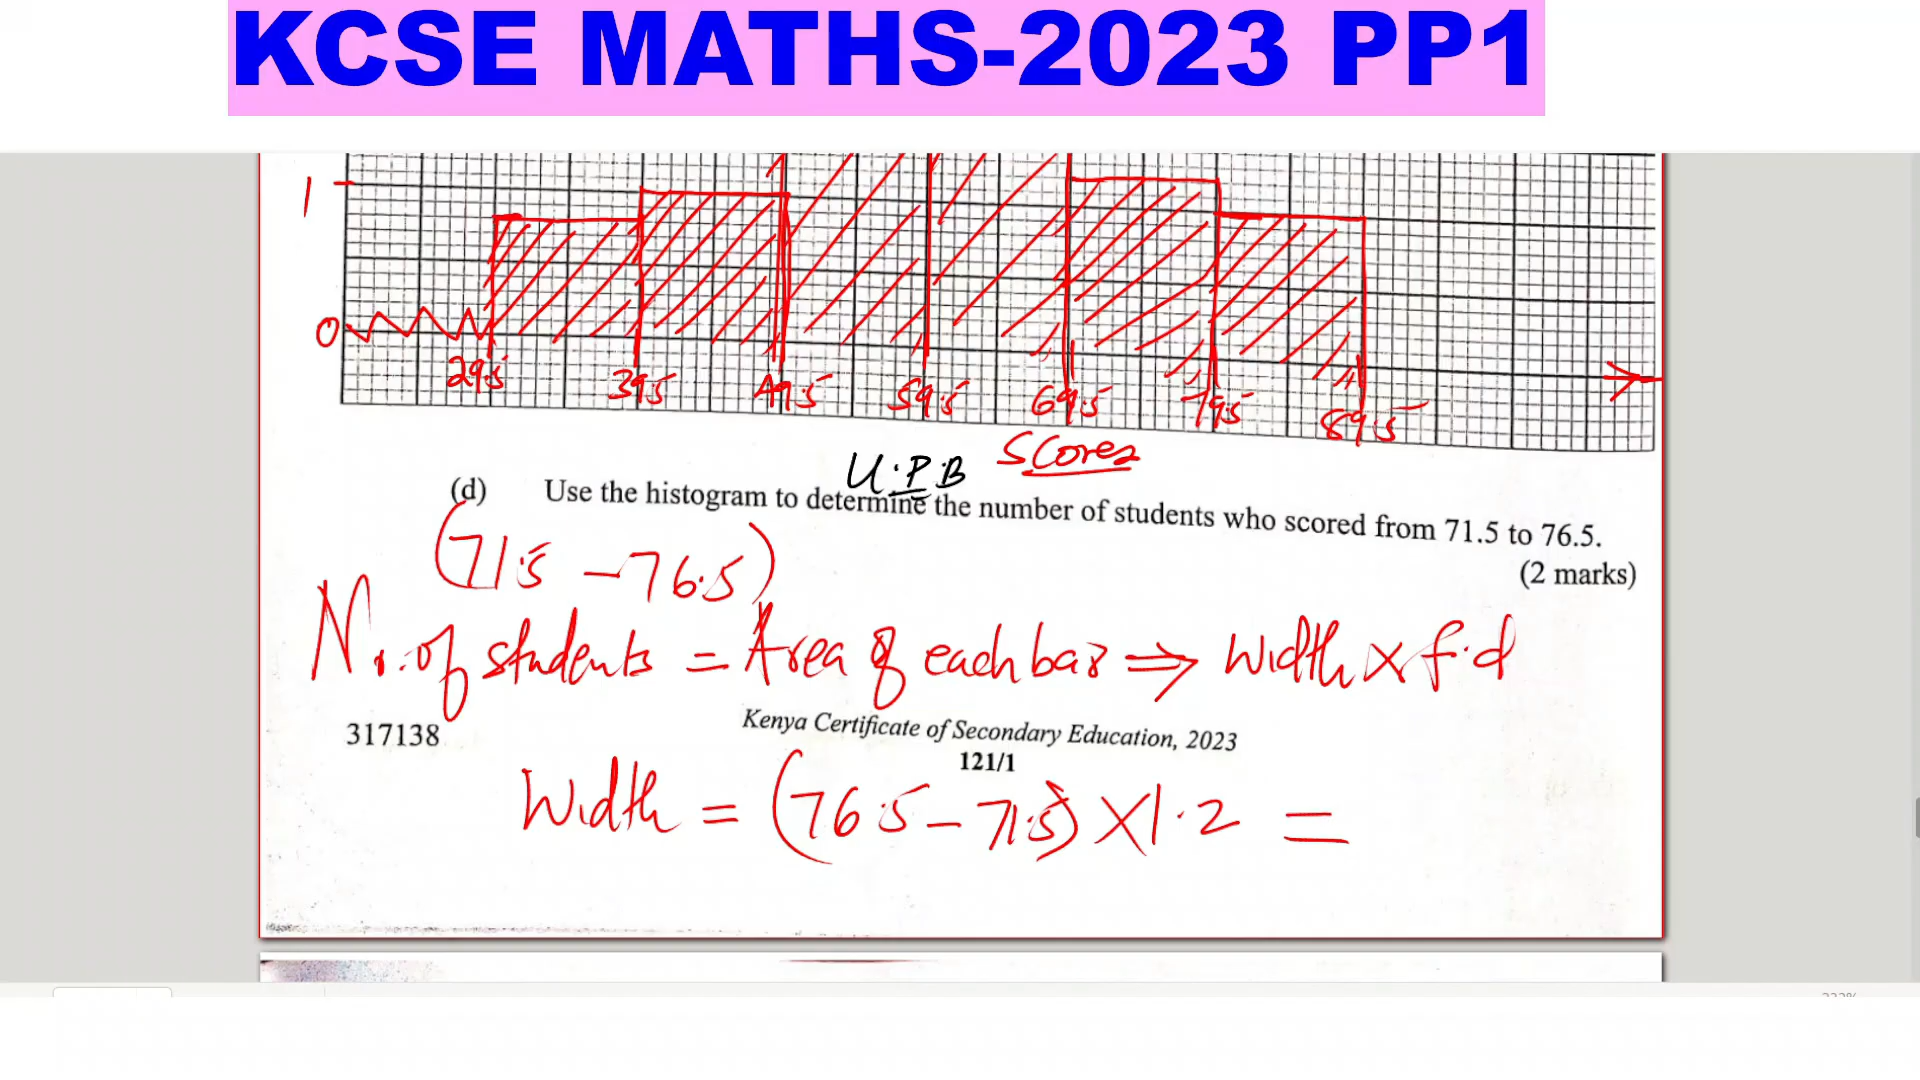 KCSE MATHS-2023 PP1
1
0
29.5 39.5 49.5 59.5 69.5 79.5 89.5
U.P.B Scores
(d) Use the histogram to determine the number of students who scored from 71.5 to 76.5.
(2 marks)
(71.5 - 76.5)
Nr. of students = Area of each bar ⇒ Width x f.d
317138
Kenya Certificate of Secondary Education, 2023
121/1
Width = (76.5 - 71.5) x 1.2 =